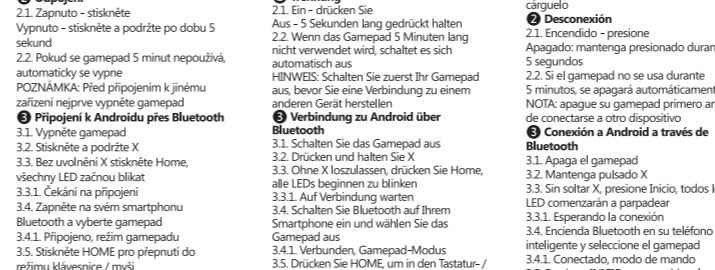 2.1. Zapnuto - stiskněte
Vypnuto - stiskněte a podržte po dobu 5
sekund
2.2. Pokud se gamepad 5 minut nepoužívá,
automaticky se vypne
POZNÁMKA: Před připojením k jinému
zařízení nejprve vypněte gamepad
❸ Připojení k Androidu přes Bluetooth
3.1. Vypněte gamepad
3.2. Stiskněte a podržte X
3.3. Bez uvolnění X stiskněte Home,
všechny LED začnou blikat
3.3.1. Čekání na připojení
3.4. Zapněte na svém smartphonu
Bluetooth a vyberte gamepad
3.4.1. Připojeno, režim gamepadu
3.5. Stiskněte HOME pro přepnutí do
režimu klávesnice / myši
2.1. Ein - drücken Sie
Aus - 5 Sekunden lang gedrückt halten
2.2. Wenn das Gamepad 5 Minuten lang
nicht verwendet wird, schaltet es sich
automatisch aus
HINWEIS: Schalten Sie zuerst Ihr Gamepad
aus, bevor Sie eine Verbindung zu einem
anderen Gerät herstellen
❸ Verbindung zu Android über
Bluetooth
3.1. Schalten Sie das Gamepad aus
3.2. Drücken und halten Sie X
3.3. Ohne X loszulassen, drücken Sie Home,
alle LEDs beginnen zu blinken
3.3.1. Auf Verbindung warten
3.4. Schalten Sie Bluetooth auf Ihrem
Smartphone ein und wählen Sie das
Gamepad aus
3.4.1. Verbunden, Gamepad-Modus
3.5. Drücken Sie HOME, um in den Tastatur- /
cárguelo
❷ Desconexión
2.1. Encendido - presione
Apagado: mantenga presionado duran
5 segundos
2.2. Si el gamepad no se usa durante
5 minutos, se apagará automáticament
NOTA: apague su gamepad primero an
de conectarse a otro dispositivo
❸ Conexión a Android a través de
Bluetooth
3.1. Apaga el gamepad
3.2. Mantenga pulsado X
3.3. Sin soltar X, presione Inicio, todos l
LED comenzarán a parpadear
3.3.1. Esperando la conexión
3.4. Encienda Bluetooth en su teléfono
inteligente y seleccione el gamepad
3.4.1. Conectado, modo de mando